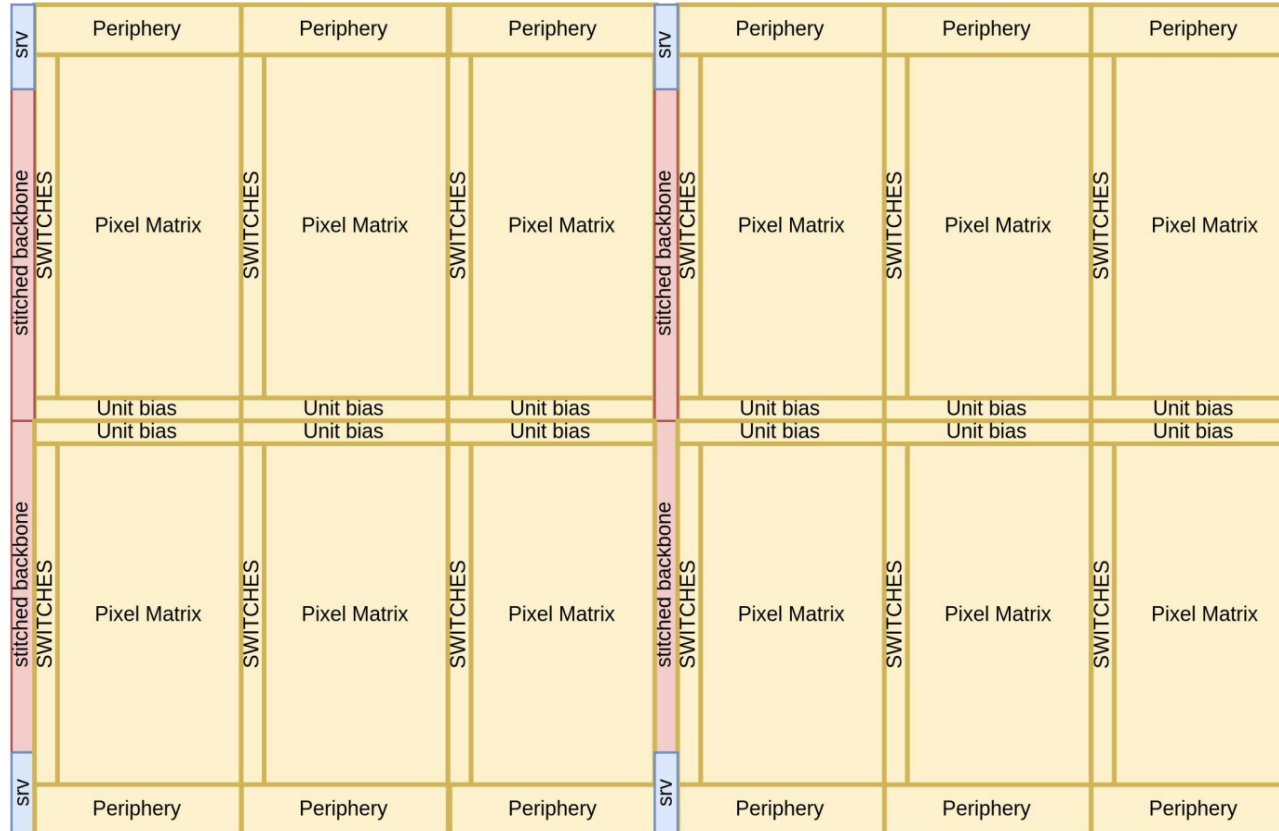 srv
Periphery
Periphery
Periphery
srv
Periphery
Periphery
Periphery
stitched backbone
SWITCHES
Pixel Matrix
SWITCHES
Pixel Matrix
SWITCHES
Pixel Matrix
stitched backbone
SWITCHES
Pixel Matrix
SWITCHES
Pixel Matrix
SWITCHES
Pixel Matrix
Unit bias
Unit bias
Unit bias
Unit bias
Unit bias
Unit bias
Unit bias
Unit bias
Unit bias
Unit bias
Unit bias
Unit bias
stitched backbone
SWITCHES
Pixel Matrix
SWITCHES
Pixel Matrix
SWITCHES
Pixel Matrix
stitched backbone
SWITCHES
Pixel Matrix
SWITCHES
Pixel Matrix
SWITCHES
Pixel Matrix
srv
Periphery
Periphery
Periphery
srv
Periphery
Periphery
Periphery